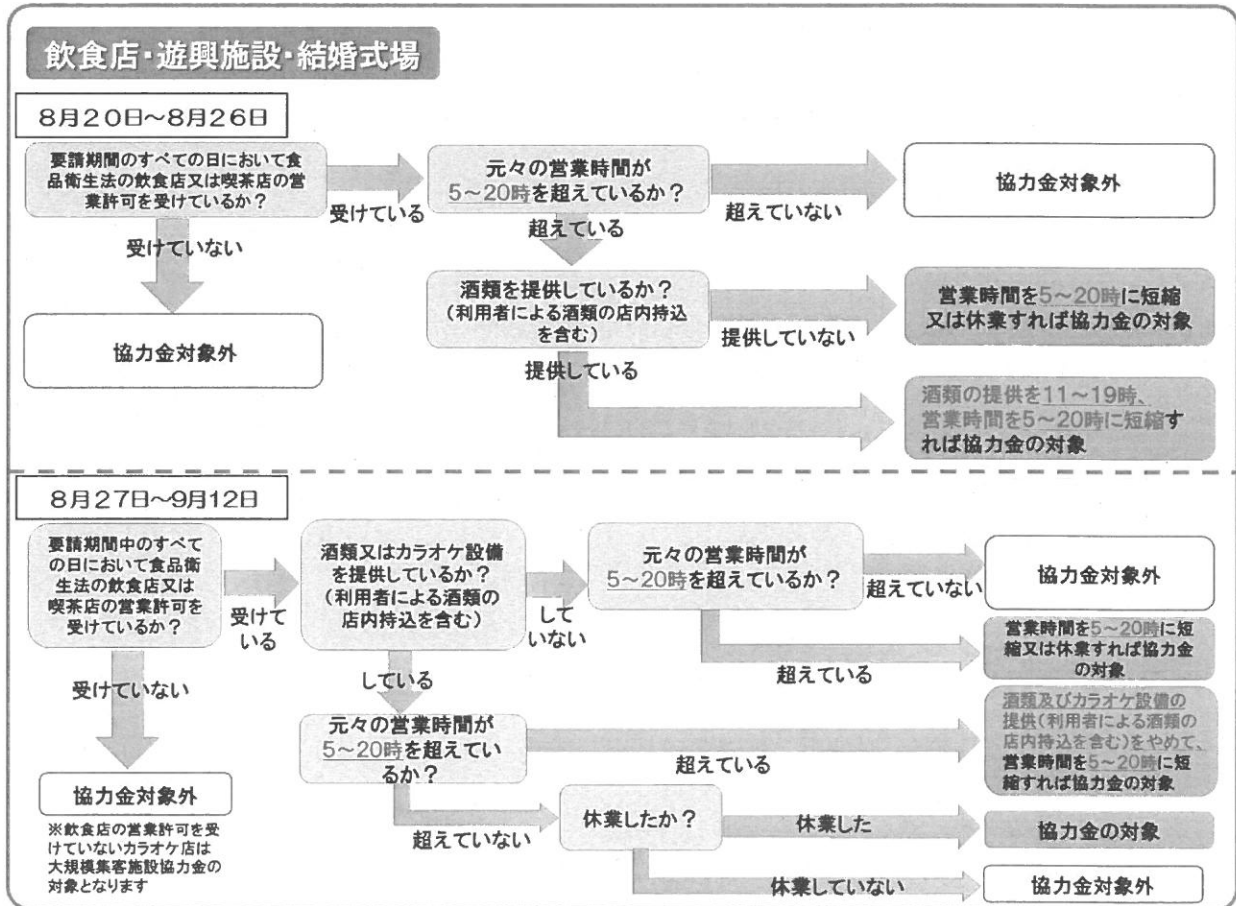 飲食店・遊興施設・結婚式場
8月20日～8月26日
要請期間のすべての日において食
品衛生法の飲食店又は喫茶店の営
業許可を受けているか？
受けている
元々の営業時間が
5～20時を超えているか？
超えていない
協力金対象外
受けていない
協力金対象外
超えている
酒類を提供しているか？
（利用者による酒類の店内持込
を含む）
提供していない
営業時間を5～20時に短縮
又は休業すれば協力金の対象
提供している
酒類の提供を11～19時、
営業時間を5～20時に短縮す
れば協力金の対象
8月27日～9月12日
要請期間中のすべて
の日において食品衛
生法の飲食店又は
喫茶店の営業許可を
受けているか？
受けて
いる
酒類又はカラオケ設備
を提供しているか？
（利用者による酒類の
店内持込を含む）
して
いない
元々の営業時間が
5～20時を超えているか？
超えていない
協力金対象外
超えている
営業時間を5～20時に短
縮又は休業すれば協力金
の対象
受けていない
協力金対象外
※飲食店の営業許可を受
けていないカラオケ店は
大規模集客施設協力金の
対象となります
している
元々の営業時間が
5～20時を超えてい
るか？
超えている
酒類及びカラオケ設備の
提供（利用者による酒類の
店内持込を含む）をやめて、
営業時間を5～20時に短
縮すれば協力金の対象
超えていない
休業したか？
休業した
協力金の対象
休業していない
協力金対象外